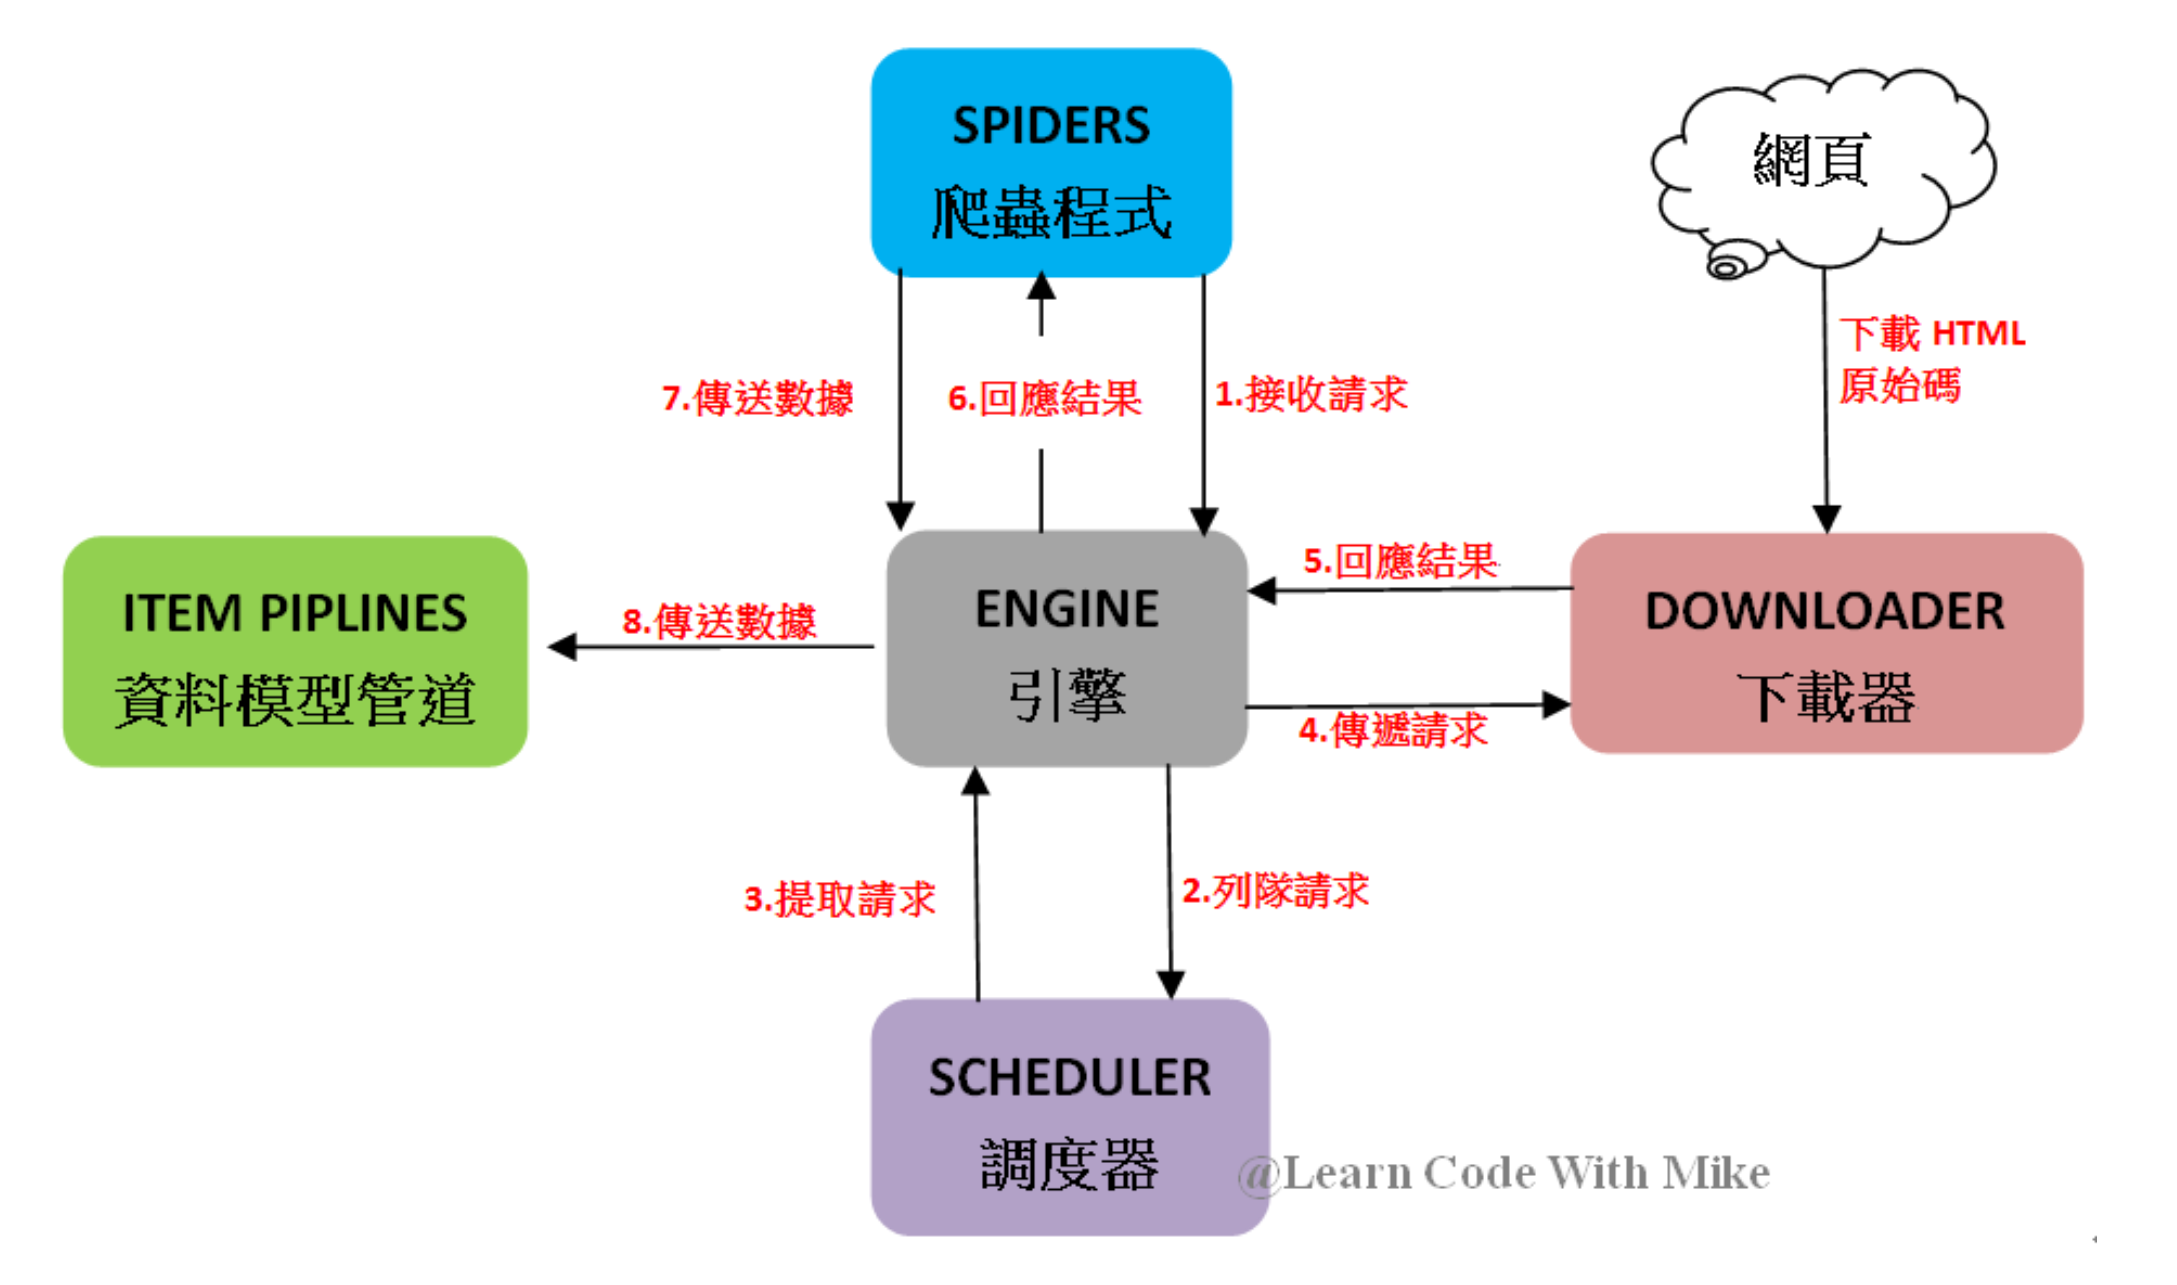 SPIDERS
爬蟲程式
網頁
下載 HTML
原始碼
7.傳送數據
6.回應結果
1.接收請求
ITEM PIPLINES
資料模型管道
8.傳送數據
ENGINE
引擎
5.回應結果
4.傳遞請求
DOWNLOADER
下載器
3.提取請求
2.列隊請求
SCHEDULER
調度器
@Learn Code With Mike